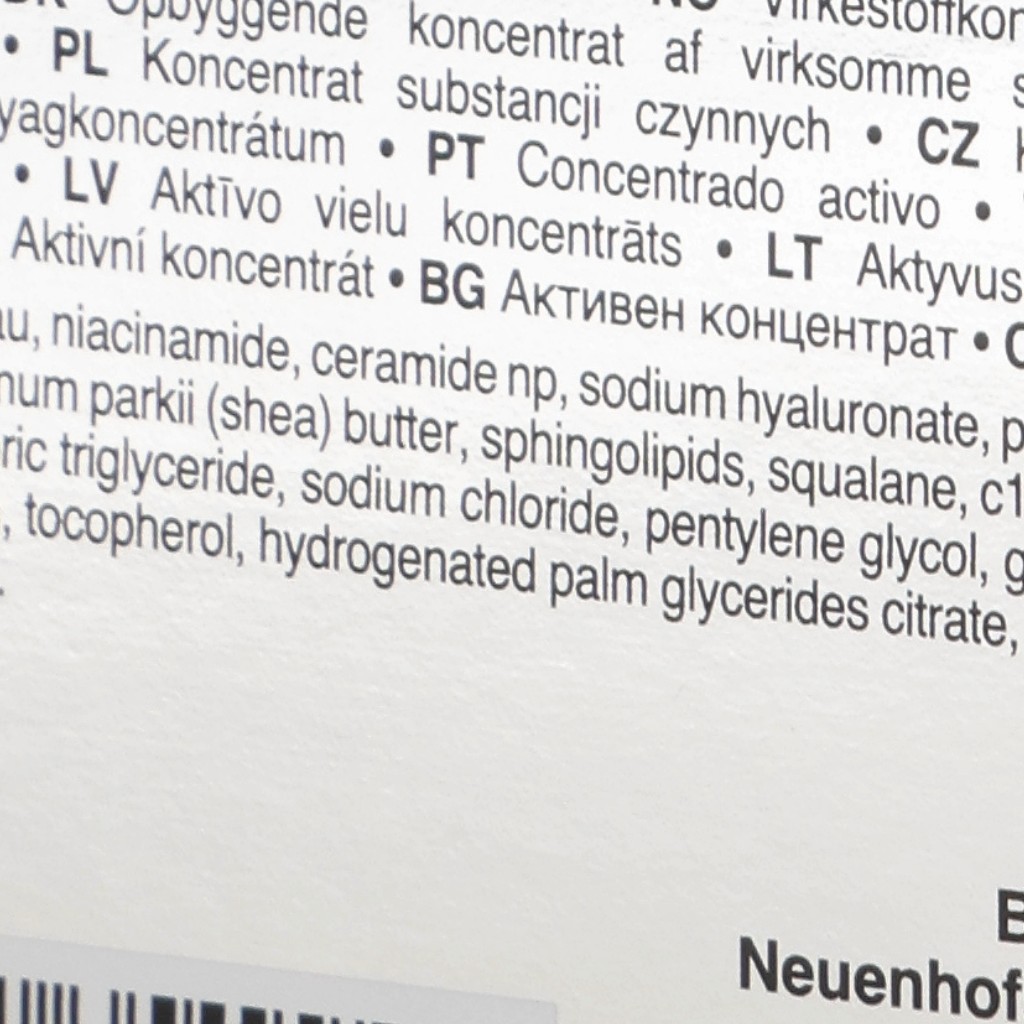 Opbyggende koncentrat af virksomme
• PL Koncentrat substancji czynnych • CZ
yagkoncentrátum • PT Concentrado activo •
• LV Aktīvo vielu koncentrāts • LT Aktyvus
Aktivní koncentrát • BG Активен концентрат •
niacinamide, ceramide np, sodium hyaluronate,
parkii (shea) butter, sphingolipids, squalane, c1
ric triglyceride, sodium chloride, pentylene glycol, g
, tocopherol, hydrogenated palm glycerides citrate,
Neuenhof